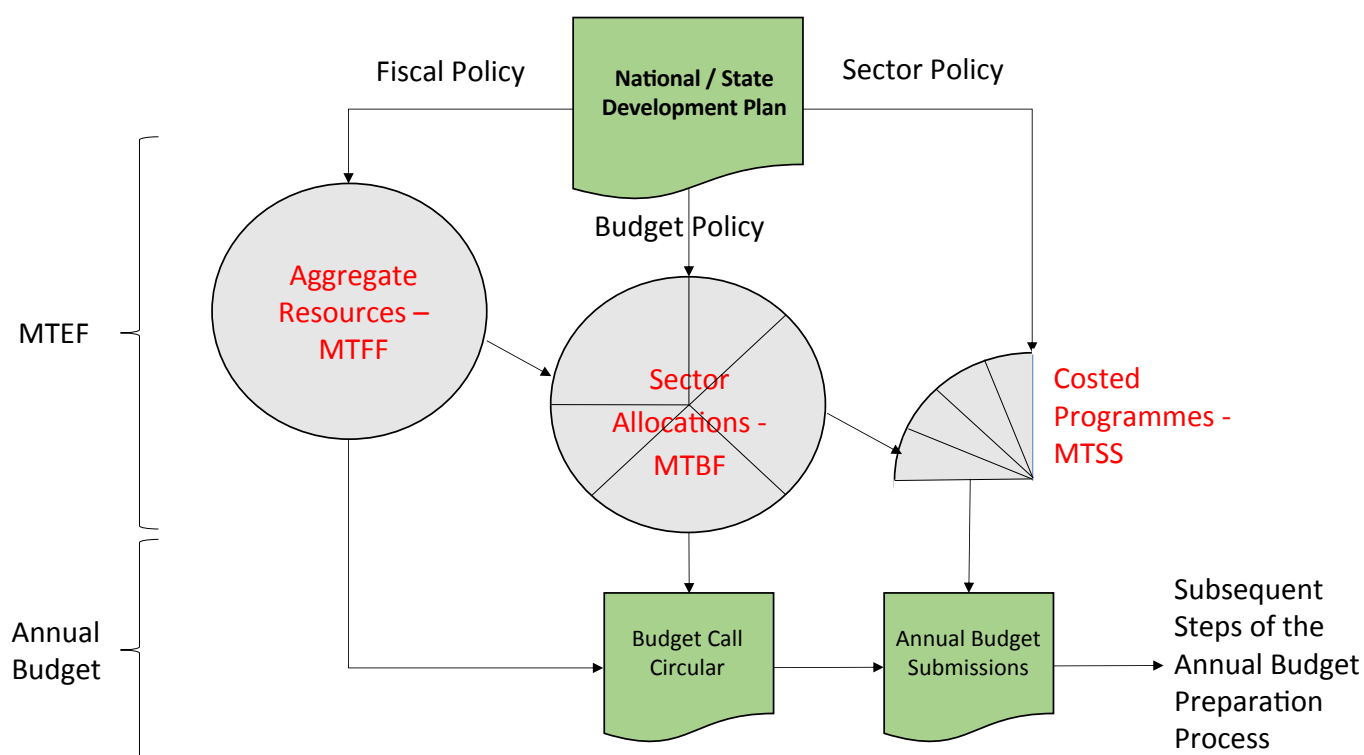 Fiscal Policy
National / State
Development Plan
Sector Policy
Budget Policy
MTEF
Aggregate
Resources –
MTFF
Sector
Allocations -
MTBF
Costed
Programmes -
MTSS
Annual
Budget
Budget Call
Circular
Annual Budget
Submissions
Subsequent
Steps of the
Annual Budget
Preparation
Process